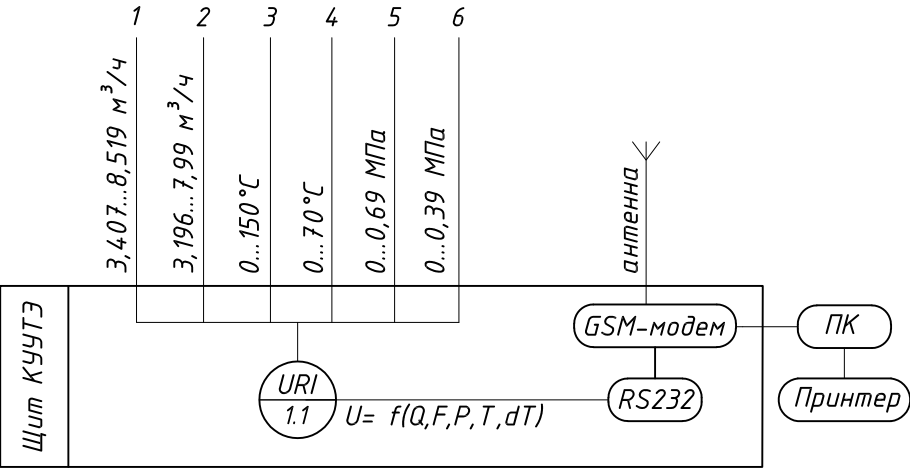 1 2 3 4 5 6
3,407...8,519 м³/ч
3,196...7,99 м³/ч
0...150°С
0...70°С
0...0,69 МПа
0...0,39 МПа
антенна
Щит КУУТЭ
GSM-модем
ПК
URI
1.1
U= f(Q,F,P,T,dT)
RS232
Принтер